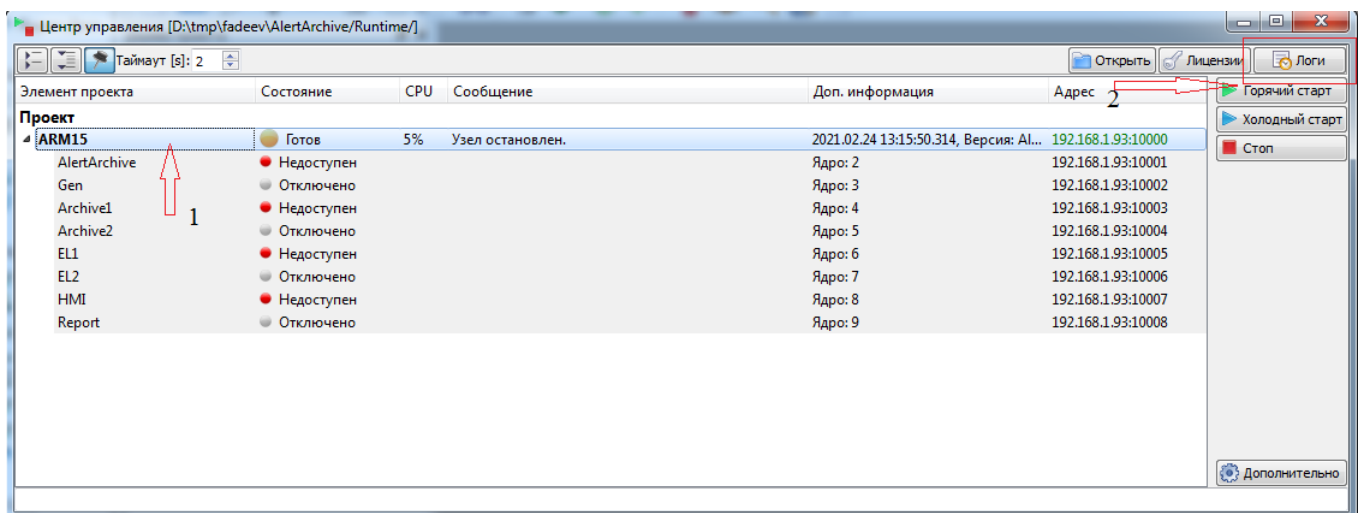 Центр управления [D:\tmp\fadeev\AlertArchive/Runtime/]
Таймаут [s]: 2 Открыть Лицензии Логи
Элемент проекта Состояние CPU Сообщение Доп. информация Адрес 2 Горячий старт
Проект Холодный старт
ARM15 Готов 5% Узел остановлен. 2021.02.24 13:15:50.314, Версия: Al... 192.168.1.93:10000 Стоп
AlertArchive Недоступен Ядро: 2 192.168.1.93:10001
Gen Отключено Ядро: 3 192.168.1.93:10002
Archive1 1 Недоступен Ядро: 4 192.168.1.93:10003
Archive2 Отключено Ядро: 5 192.168.1.93:10004
EL1 Недоступен Ядро: 6 192.168.1.93:10005
EL2 Отключено Ядро: 7 192.168.1.93:10006
HMI Недоступен Ядро: 8 192.168.1.93:10007
Report Отключено Ядро: 9 192.168.1.93:10008
Дополнительно